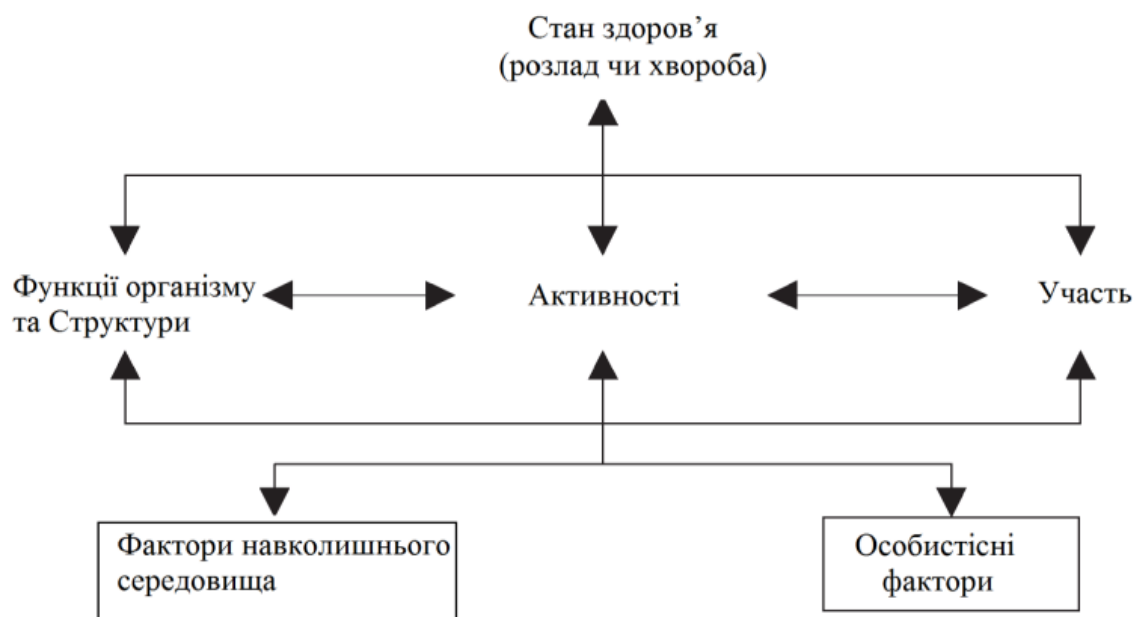 Стан здоров’я
(розлад чи хвороба)
Функції організму
та Структури
Активності
Участь
Фактори навколишнього
середовища
Особистісні
фактори